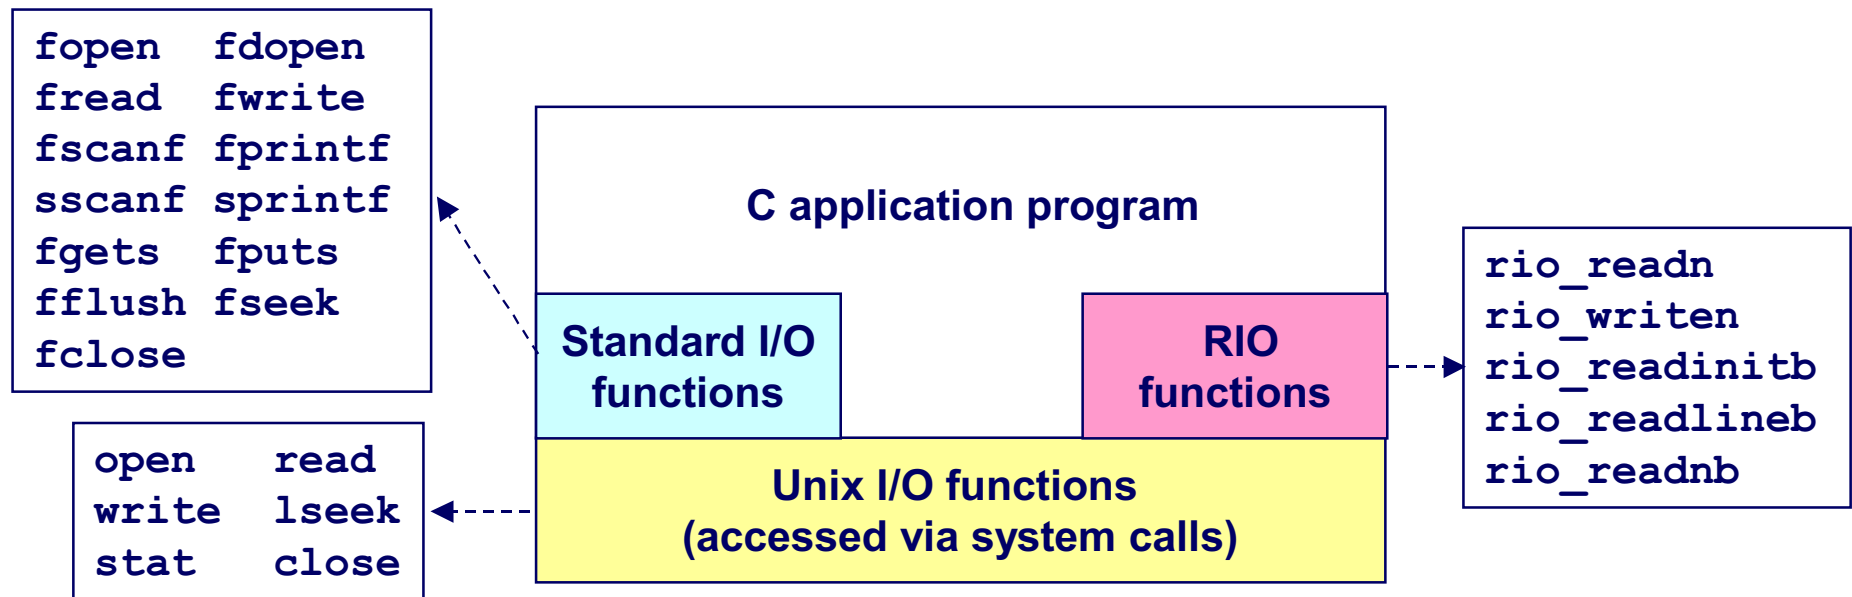 fopen fdopen
fread fwrite
fscanf fprintf
sscanf sprintf
fgets fputs
fflush fseek
fclose
open read
write lseek
stat close
C application program
Standard I/O
functions
RIO
functions
Unix I/O functions
(accessed via system calls)
rio_readn
rio_writen
rio_readinitb
rio_readlineb
rio_readnb